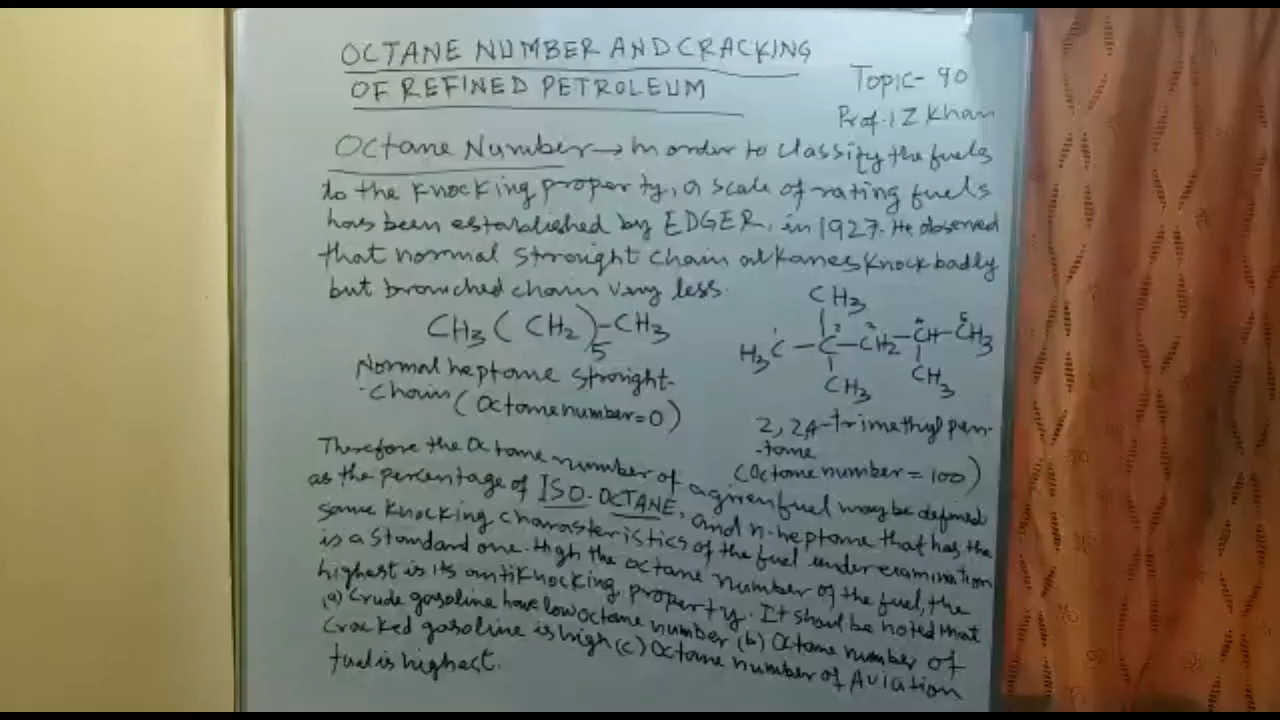 OCTANE NUMBER AND CRACKING
OF REFINED PETROLEUM
Topic-90
Prof. I Z Khan
Octane Number → In order to classify the fuels
to the knocking property, a scale of rating fuels
has been established by EDGER, in 1927. He observed
that normal straight chain alkanes knock badly
but branched chain very less.
CH3
CH3(CH2)5-CH3
H3C-C-CH2-CH-CH3
CH3 CH3
Normal heptane straight-
chain (Octane number=0)
2,24-trimethyl pen-
-tane
(Octane number = 100)
Therefore the Octane number of a given fuel may be defined
as the percentage of ISO-OCTANE, and n-heptane that has the
same knocking characteristics of the fuel under examination
is a standard one. High the octane number of the fuel, the
highest is its antiknocking property. It shoul be noted that
(a) Crude gasoline have low octane number (b) Octane number of
Cracked gasoline is high (c) Octane number of Aviation
fuel is highest.